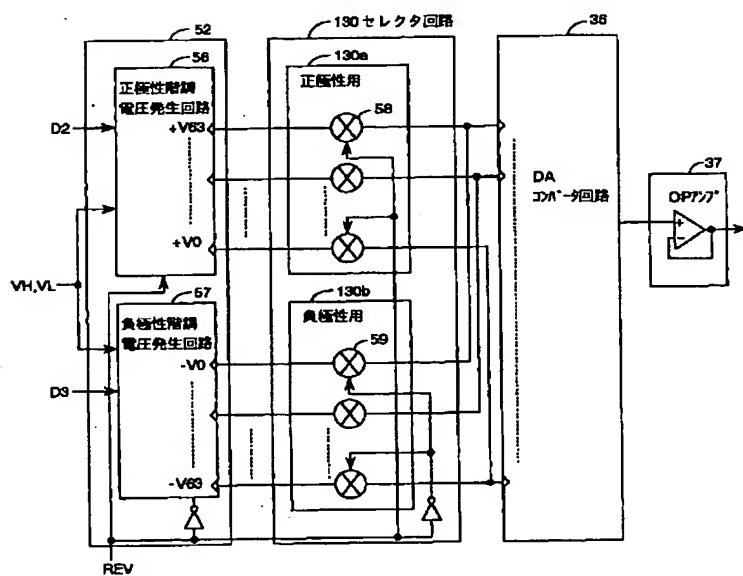 52
130 セレクタ回路
36
56
正極性階調
電圧発生回路
D2
+V63
+V0
130a
正極性用
58
DA
コンバータ回路
37
OPアンプ
+
-
VH,VL
57
負極性階調
電圧発生回路
-V0
D3
-V63
130b
負極性用
59
REV